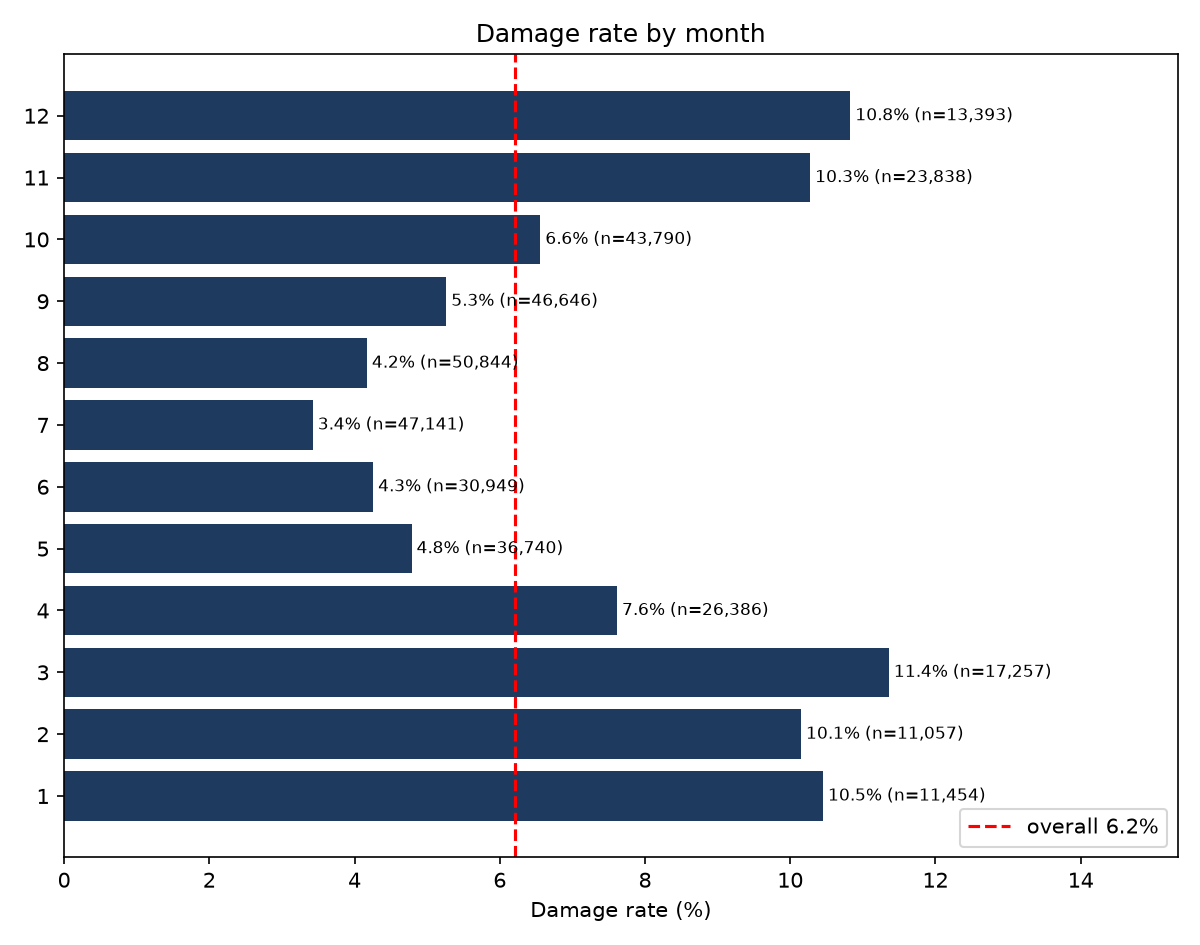 Damage rate by month
12 10.8% (n=13,393)
11 10.3% (n=23,838)
10 6.6% (n=43,790)
9 5.3% (n=46,646)
8 4.2% (n=50,844)
7 3.4% (n=47,141)
6 4.3% (n=30,949)
5 4.8% (n=36,740)
4 7.6% (n=26,386)
3 11.4% (n=17,257)
2 10.1% (n=11,057)
1 10.5% (n=11,454)
overall 6.2%
0 2 4 6 8 10 12 14
Damage rate (%)